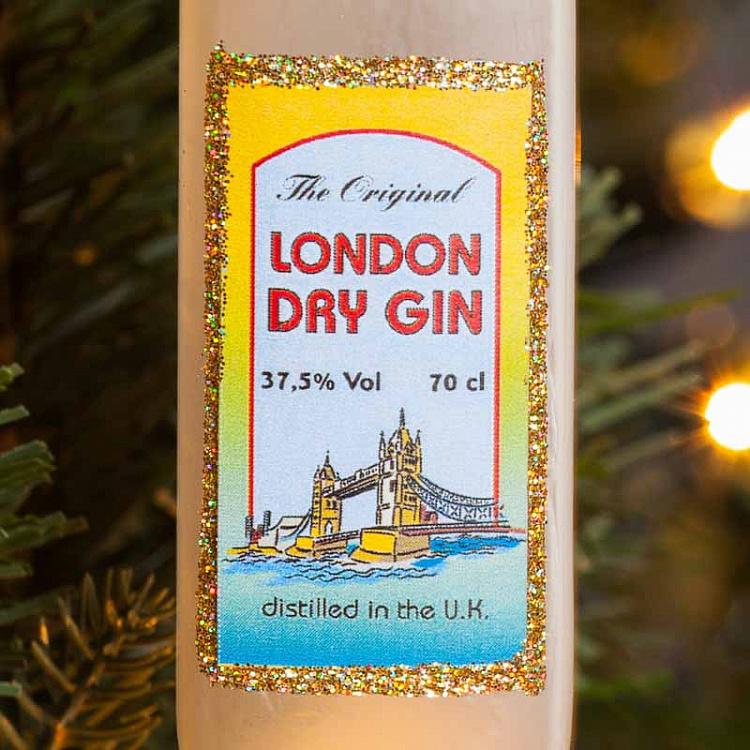 The Original
LONDON
DRY GIN
37,5% Vol 70 cl
distilled in the U.K.